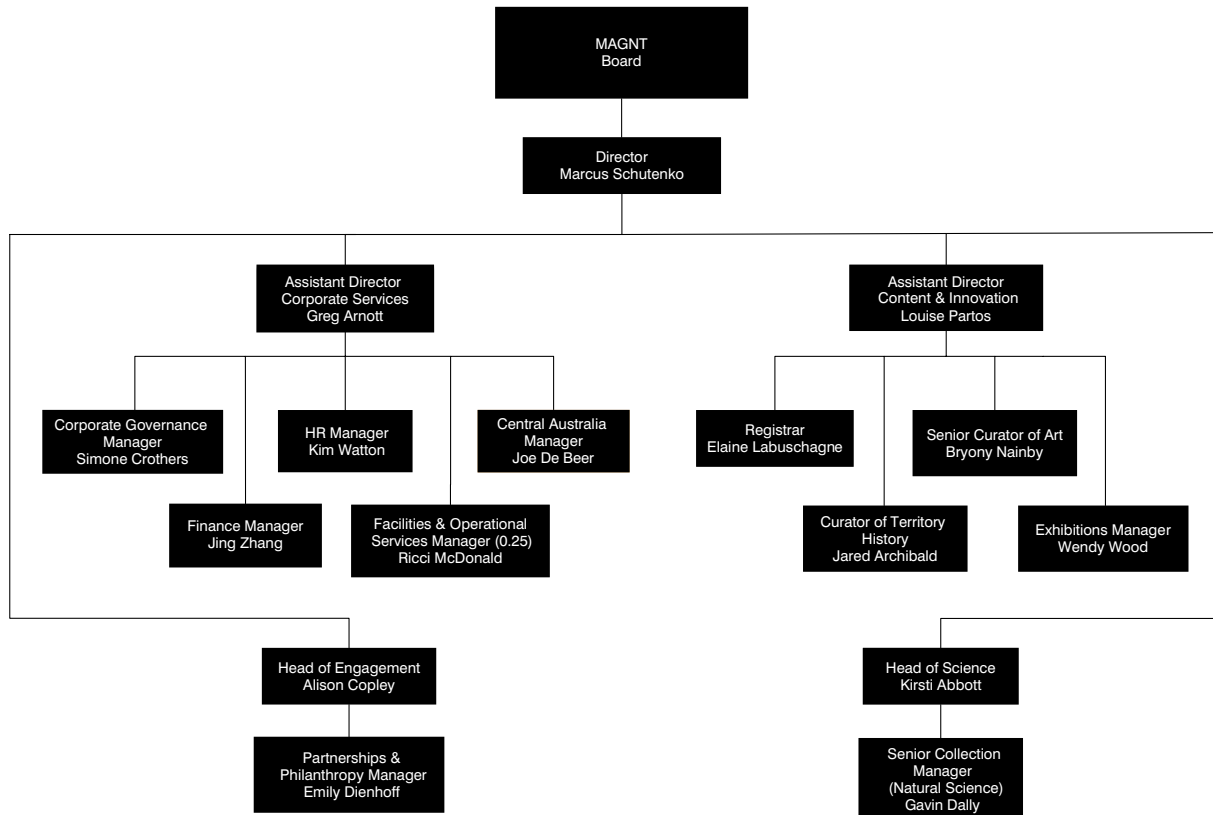 MAGNT
Board
Director
Marcus Schutenko
Assistant Director
Corporate Services
Greg Arnott
Assistant Director
Content & Innovation
Louise Partos
Corporate Governance
Manager
Simone Crothers
HR Manager
Kim Watton
Central Australia
Manager
Joe De Beer
Registrar
Elaine Labuschagne
Senior Curator of Art
Bryony Nainby
Finance Manager
Jing Zhang
Facilities & Operational
Services Manager (0.25)
Ricci McDonald
Curator of Territory
History
Jared Archibald
Exhibitions Manager
Wendy Wood
Head of Engagement
Alison Copley
Head of Science
Kirsti Abbott
Partnerships &
Philanthropy Manager
Emily Dienhoff
Senior Collection
Manager
(Natural Science)
Gavin Dally